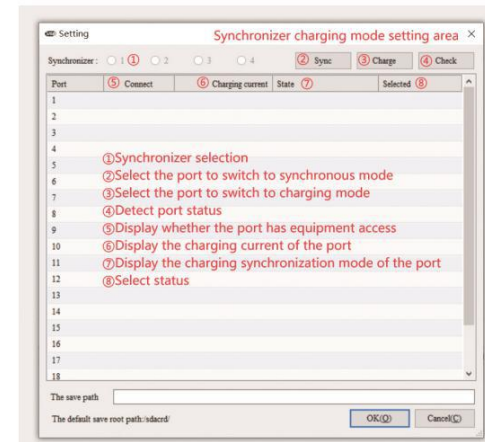 Setting
Synchronizer charging mode setting area
Synchronizer : 1 ① 2 3 4 ② Sync ③ Charge ④ Check
Port ⑤ Connect ⑥ Charging current State ⑦ Selected ⑧
1
2
3
4
①Synchronizer selection
5
②Select the port to switch to synchronous mode
6
③Select the port to switch to charging mode
7
④Detect port status
8
⑤Display whether the port has equipment access
9
⑥Display the charging current of the port
10
⑦Display the charging synchronization mode of the port
11
⑧Select status
12
13
14
15
16
17
18
The save path
The default save root path:/sdacrd/ OK(O) Cancel(C)